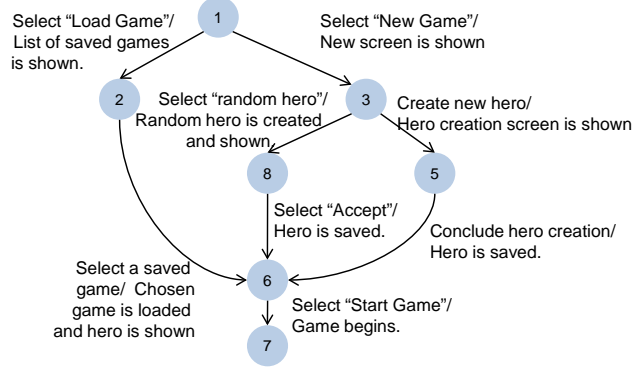 1
Select “Load Game”/
List of saved games
is shown.
Select “New Game”/
New screen is shown
2
Select “random hero”/
Random hero is created
and shown
3
Create new hero/
Hero creation screen is shown
8
5
Select “Accept”/
Hero is saved.
Conclude hero creation/
Hero is saved.
Select a saved
game/ Chosen
game is loaded
and hero is shown
6
Select “Start Game”/
Game begins.
7